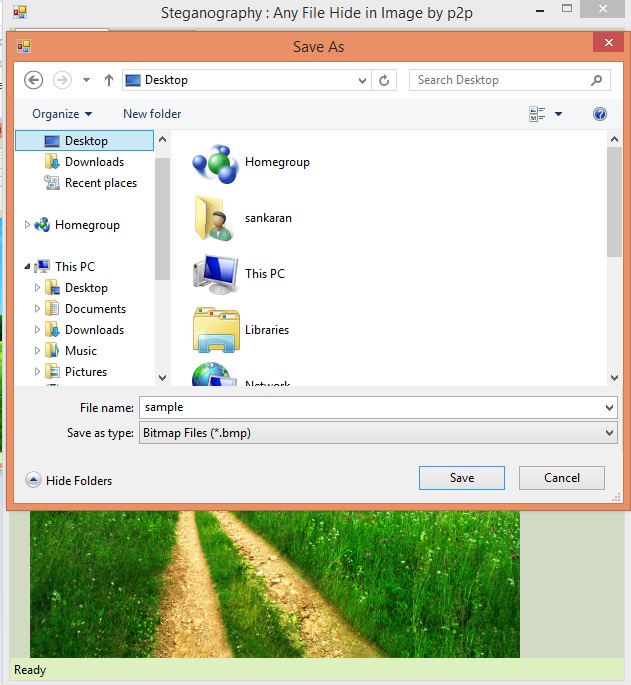 Steganography : Any File Hide in Image by p2p
Save As
Desktop
Search Desktop
Organize
New folder
Desktop
Downloads
Recent places
Homegroup
This PC
Desktop
Documents
Downloads
Music
Pictures
Homegroup
sankaran
This PC
Libraries
Network
File name:
sample
Save as type:
Bitmap Files (*.bmp)
Hide Folders
Save
Cancel
Ready